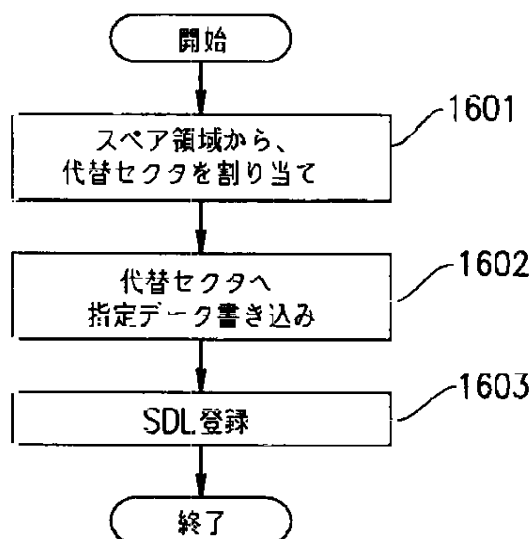 開始
スペア領域から、
代替セクタを割り当て
1601
代替セクタへ
指定データ書き込み
1602
SDL登録
1603
終了